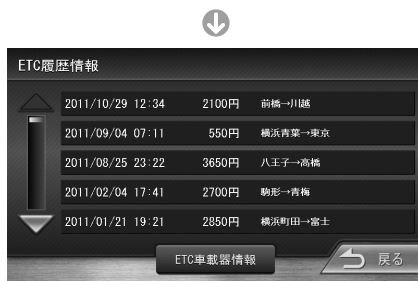 ETC履歴情報
2011/10/29 12:34 2100円 前橋→川越
2011/09/04 07:11 550円 横浜青葉→東京
2011/08/25 23:22 3650円 八王子→高橋
2011/02/04 17:41 2700円 駒形→青梅
2011/01/21 19:21 2850円 横浜町田→富士
ETC車載器情報
戻る